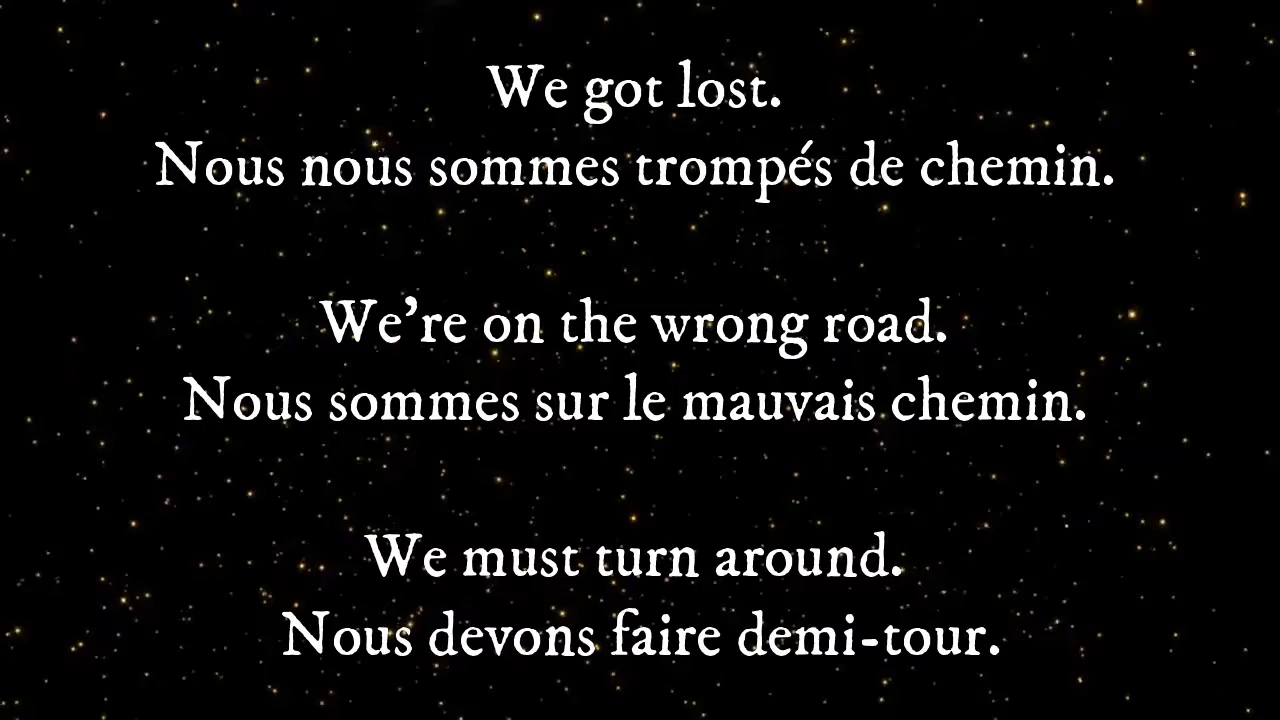 We got lost.
Nous nous sommes trompés de chemin.
We're on the wrong road.
Nous sommes sur le mauvais chemin.
We must turn around.
Nous devons faire demi-tour.